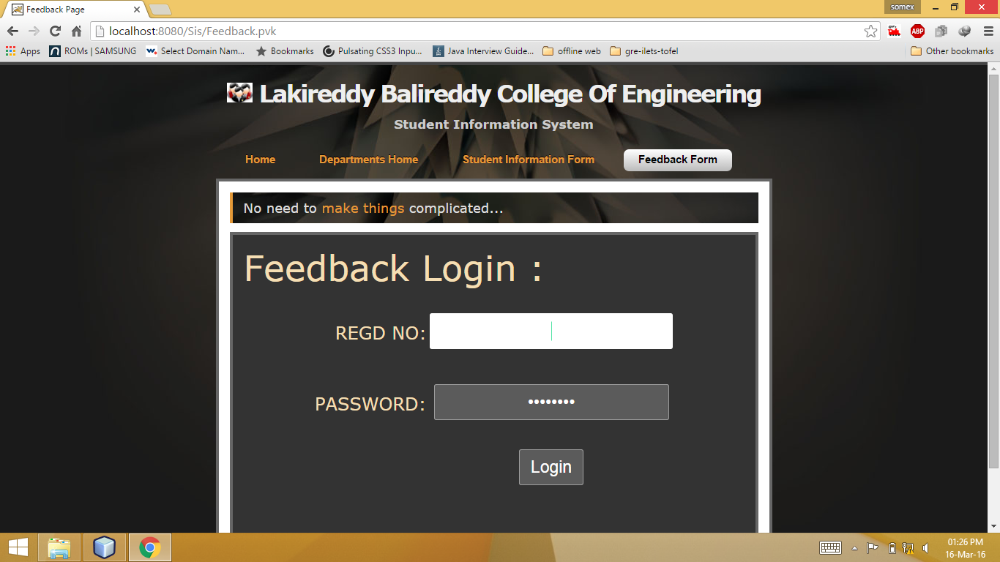 Feedback Page
somex
localhost:8080/Sis/Feedback.pvk
ABP
Apps ROMs | SAMSUNG Select Domain Nam... Bookmarks Pulsating CSS3 Inpu... Java Interview Guide... offline web gre-ilets-tofel Other bookmarks
Lakireddy Balireddy College Of Engineering
Student Information System
Home Departments Home Student Information Form Feedback Form
No need to make things complicated...
Feedback Login :
REGD NO:
PASSWORD: ••••••••
Login
01:26 PM
16-Mar-16